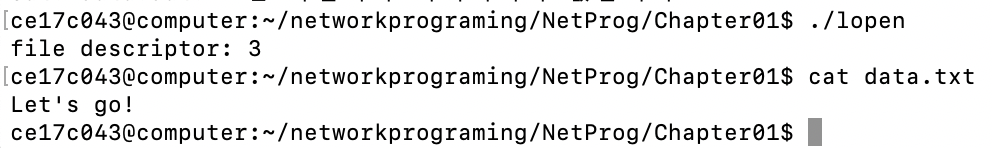 [ce17c043@computer:~/networkprograming/NetProg/Chapter01$ ./lopen
file descriptor: 3
[ce17c043@computer:~/networkprograming/NetProg/Chapter01$ cat data.txt
Let's go!
ce17c043@computer:~/networkprograming/NetProg/Chapter01$